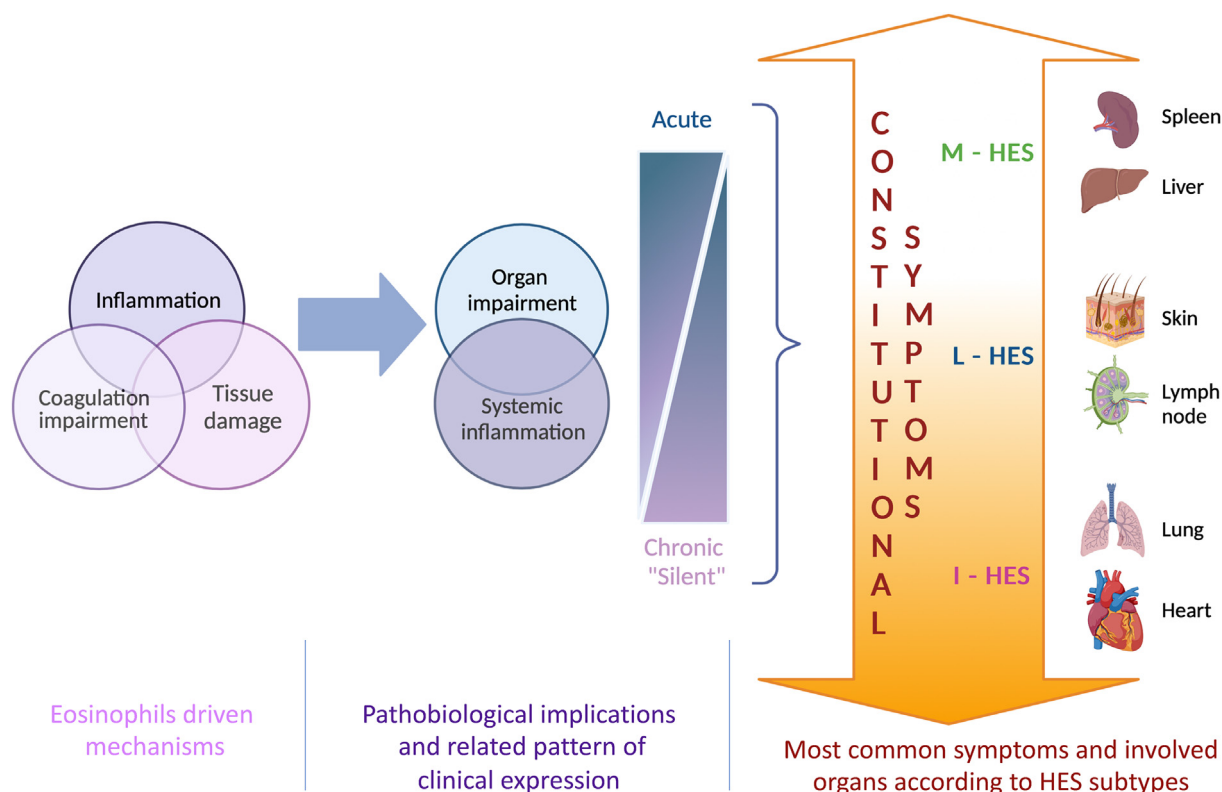 Inflammation
Coagulation
impairment
Tissue
damage
Organ
impairment
Systemic
inflammation
Acute
Chronic
"Silent"
CONSTITUTIONAL
SYMPTOMS
M - HES
L - HES
I - HES
Spleen
Liver
Skin
Lymph
node
Lung
Heart
Eosinophils driven
mechanisms
Pathobiological implications
and related pattern of
clinical expression
Most common symptoms and involved
organs according to HES subtypes